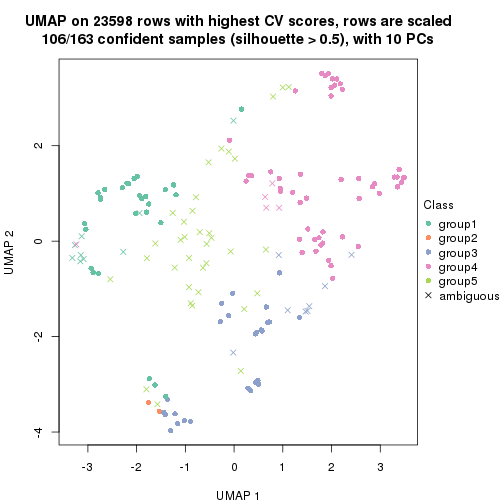 UMAP on 23598 rows with highest CV scores, rows are scaled
106/163 confident samples (silhouette > 0.5), with 10 PCs
2
0
-2
-4
UMAP 2
-3 -2 -1 0 1 2 3
UMAP 1
Class
group1
group2
group3
group4
group5
ambiguous